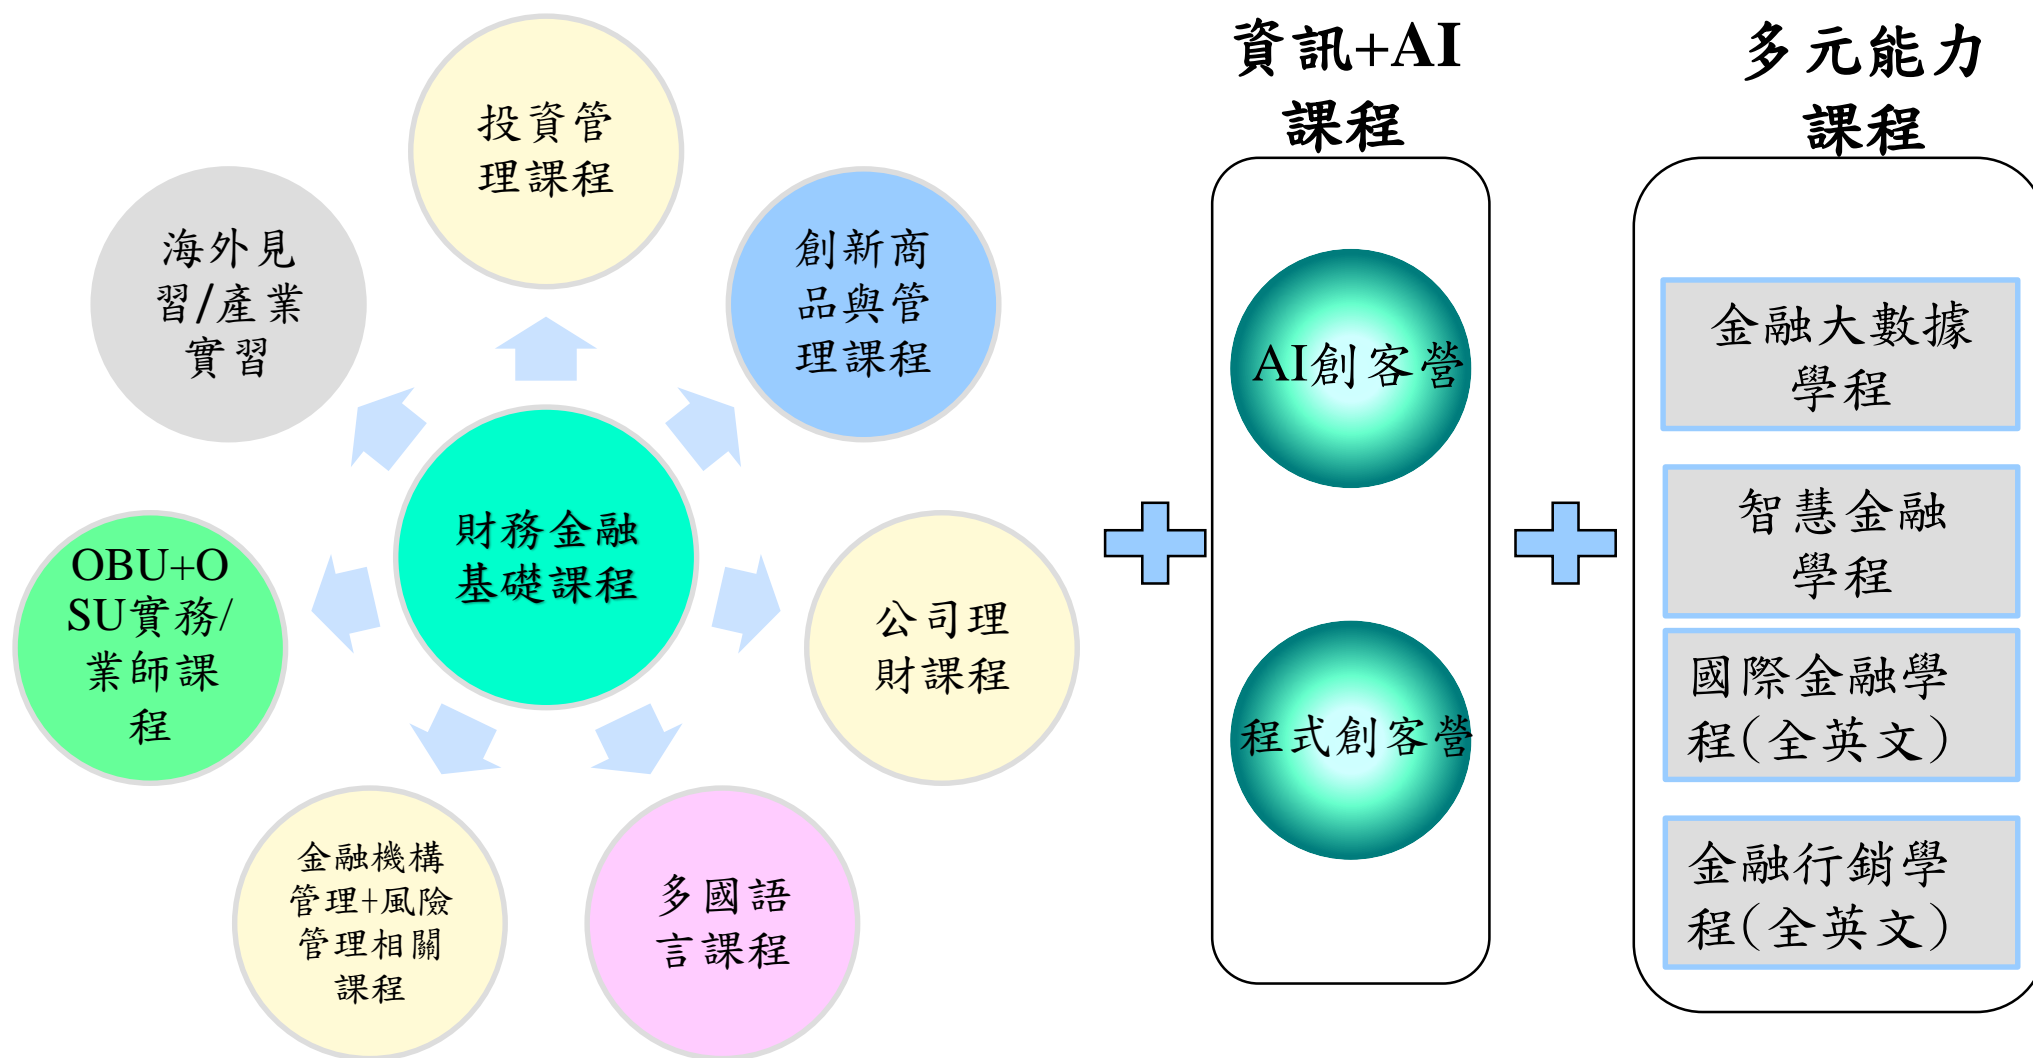 投資管
理課程
創新商
品與管
理課程
公司理
財課程
多國語
言課程
金融機構
管理+風險
管理相關
課程
OBU+O
SU實務/
業師課
程
海外見
習/產業
實習
財務金融
基礎課程
資訊+AI
課程
AI創客營
程式創客營
多元能力
課程
金融大數據
學程
智慧金融
學程
國際金融學
程(全英文)
金融行銷學
程(全英文)